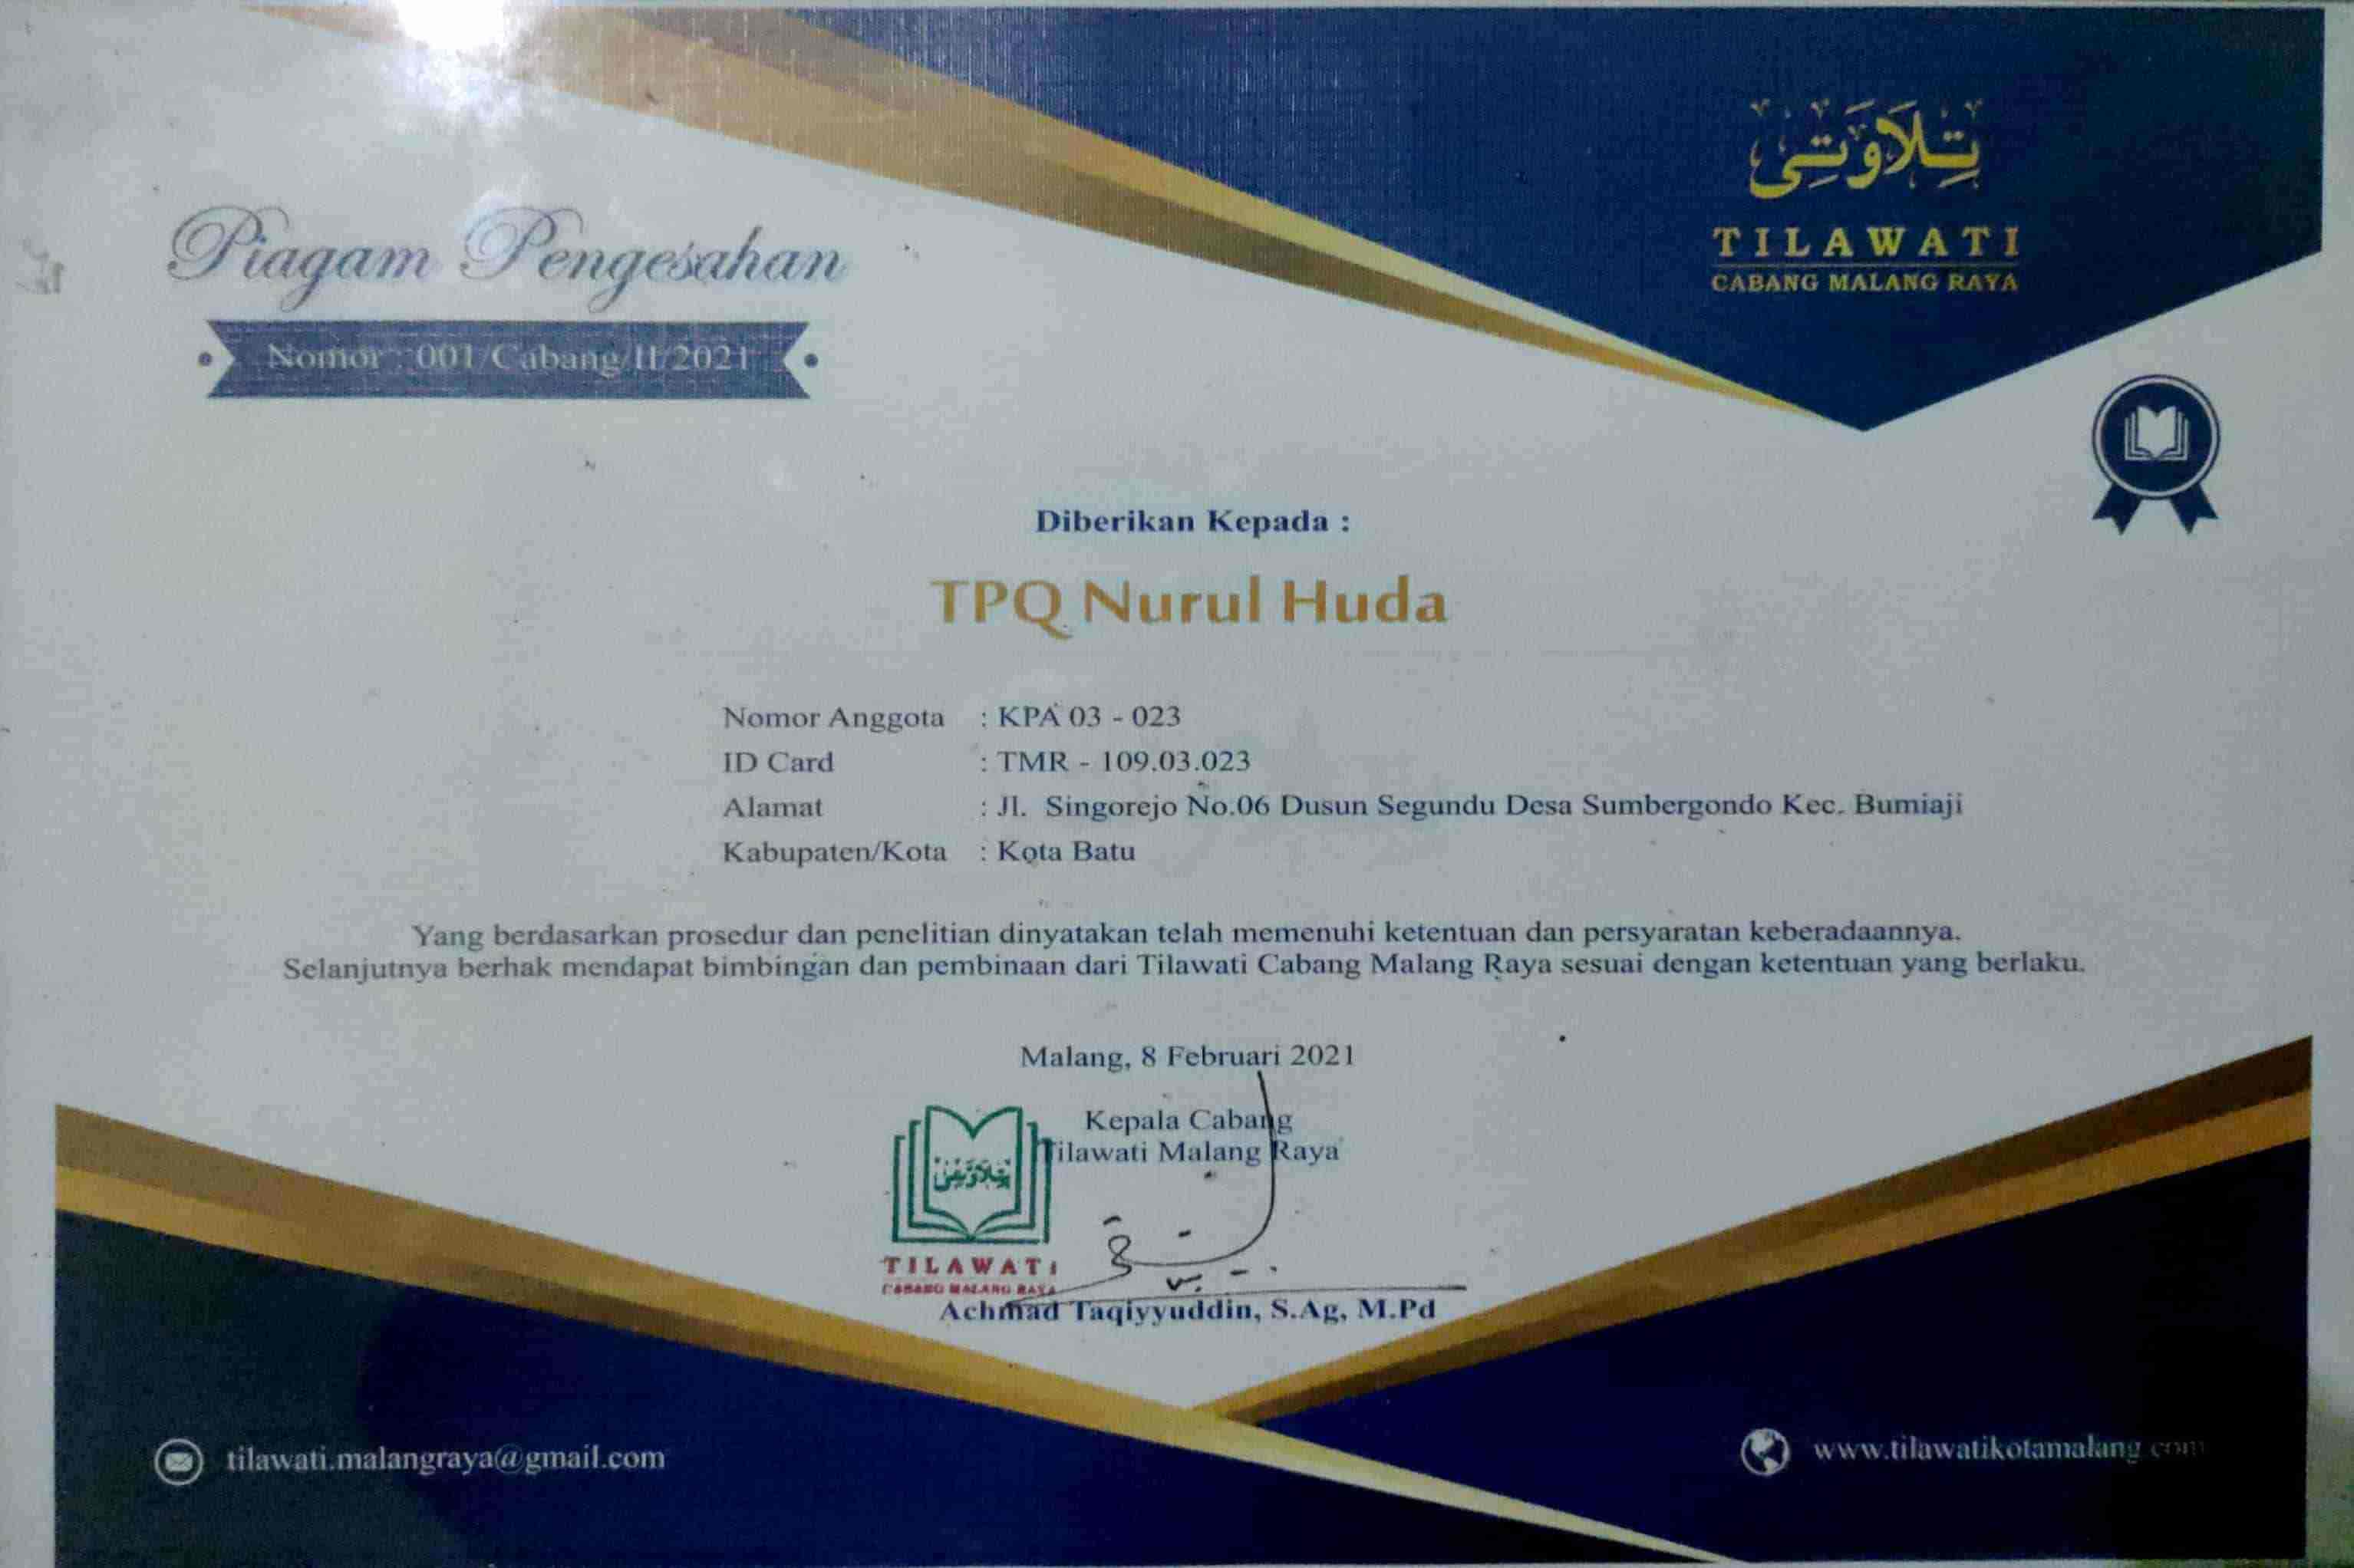 تِلاَوَتِى
TILAWATI
CABANG MALANG RAYA
Piagam Pengesahan
Nomor : 001/Cabang/II/2021
Diberikan Kepada :
TPQ Nurul Huda
Nomor Anggota : KPA 03 - 023
ID Card : TMR - 109.03.023
Alamat : Jl. Singorejo No.06 Dusun Segundu Desa Sumbergondo Kec. Bumiaji
Kabupaten/Kota : Kota Batu
Yang berdasarkan prosedur dan penelitian dinyatakan telah memenuhi ketentuan dan persyaratan keberadaannya.
Selanjutnya berhak mendapat bimbingan dan pembinaan dari Tilawati Cabang Malang Raya sesuai dengan ketentuan yang berlaku.
Malang, 8 Februari 2021
Kepala Cabang
Tilawati Malang Raya
تِلاَوَتِى
TILAWATI
CABANG MALANG RAYA
Achmad Taqiyyuddin, S.Ag, M.Pd
tilawati.malangraya@gmail.com
www.tilawatikotamalang.com